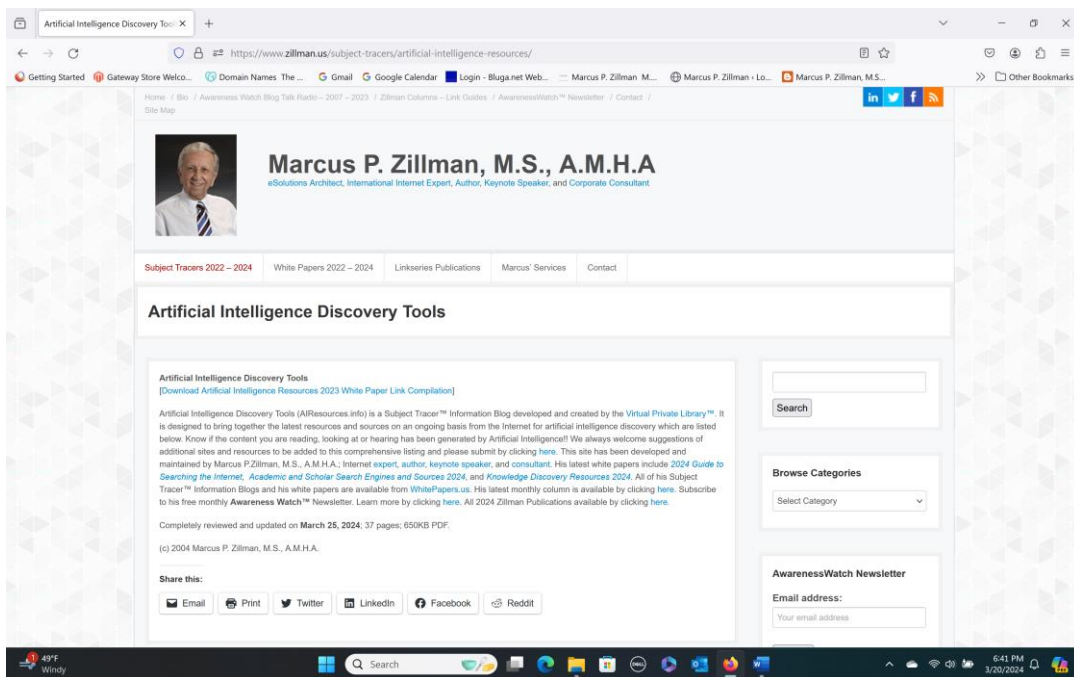 Artificial Intelligence Discovery Tool
https://www.zillman.us/subject-tracers/artificial-intelligence-resources/
Getting Started Gateway Store Welco... Domain Names The ... Gmail Google Calendar Login - Bluga.net Web... Marcus P. Zillman M... Marcus P. Zillman › Lo... Marcus P. Zillman, M.S... Other Bookmarks
Home / Bio / Awareness Watch Blog Talk Radio – 2007 – 2023 / Zillman Columns – Link Guides / AwarenessWatch™ Newsletter / Contact /
Site Map
Marcus P. Zillman, M.S., A.M.H.A
eSolutions Architect, International Internet Expert, Author, Keynote Speaker, and Corporate Consultant
Subject Tracers 2022 – 2024 White Papers 2022 – 2024 Linkseries Publications Marcus' Services Contact
Artificial Intelligence Discovery Tools
Artificial Intelligence Discovery Tools
[Download Artificial Intelligence Resources 2023 White Paper Link Compilation]
Artificial Intelligence Discovery Tools (AIResources.info) is a Subject Tracer™ Information Blog developed and created by the Virtual Private Library™. It
is designed to bring together the latest resources and sources on an ongoing basis from the Internet for artificial intelligence discovery which are listed
below. Know if the content you are reading, looking at or hearing has been generated by Artificial Intelligence!! We always welcome suggestions of
additional sites and resources to be added to this comprehensive listing and please submit by clicking here. This site has been developed and
maintained by Marcus P.Zillman, M.S., A.M.H.A.; Internet expert, author, keynote speaker, and consultant. His latest white papers include 2024 Guide to
Searching the Internet, Academic and Scholar Search Engines and Sources 2024, and Knowledge Discovery Resources 2024. All of his Subject
Tracer™ Information Blogs and his white papers are available from WhitePapers.us. His latest monthly column is available by clicking here. Subscribe
to his free monthly Awareness Watch™ Newsletter. Learn more by clicking here. All 2024 Zillman Publications available by clicking here.
Completely reviewed and updated on March 25, 2024; 37 pages; 650KB PDF.
(c) 2004 Marcus P. Zillman, M.S., A.M.H.A.
Share this:
Email Print Twitter LinkedIn Facebook Reddit
Search
Browse Categories
Select Category
AwarenessWatch Newsletter
Email address:
Your email address
49°F
Windy
Search
6:41 PM
3/20/2024